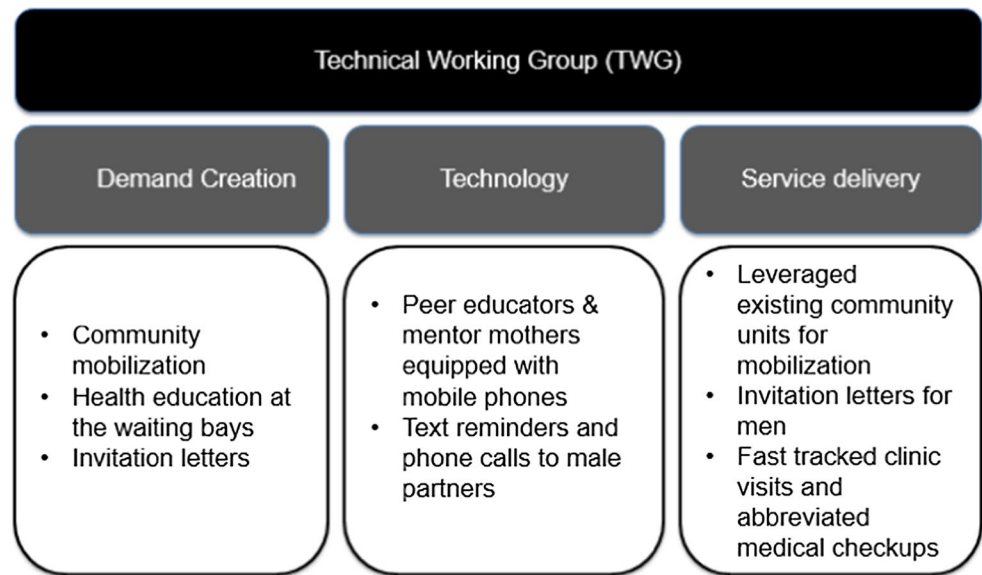 Technical Working Group (TWG)
Demand Creation
Technology
Service delivery
• Community
mobilization
• Health education at
the waiting bays
• Invitation letters
• Peer educators &
mentor mothers
equipped with
mobile phones
• Text reminders and
phone calls to male
partners
• Leveraged
existing community
units for
mobilization
• Invitation letters for
men
• Fast tracked clinic
visits and
abbreviated
medical checkups